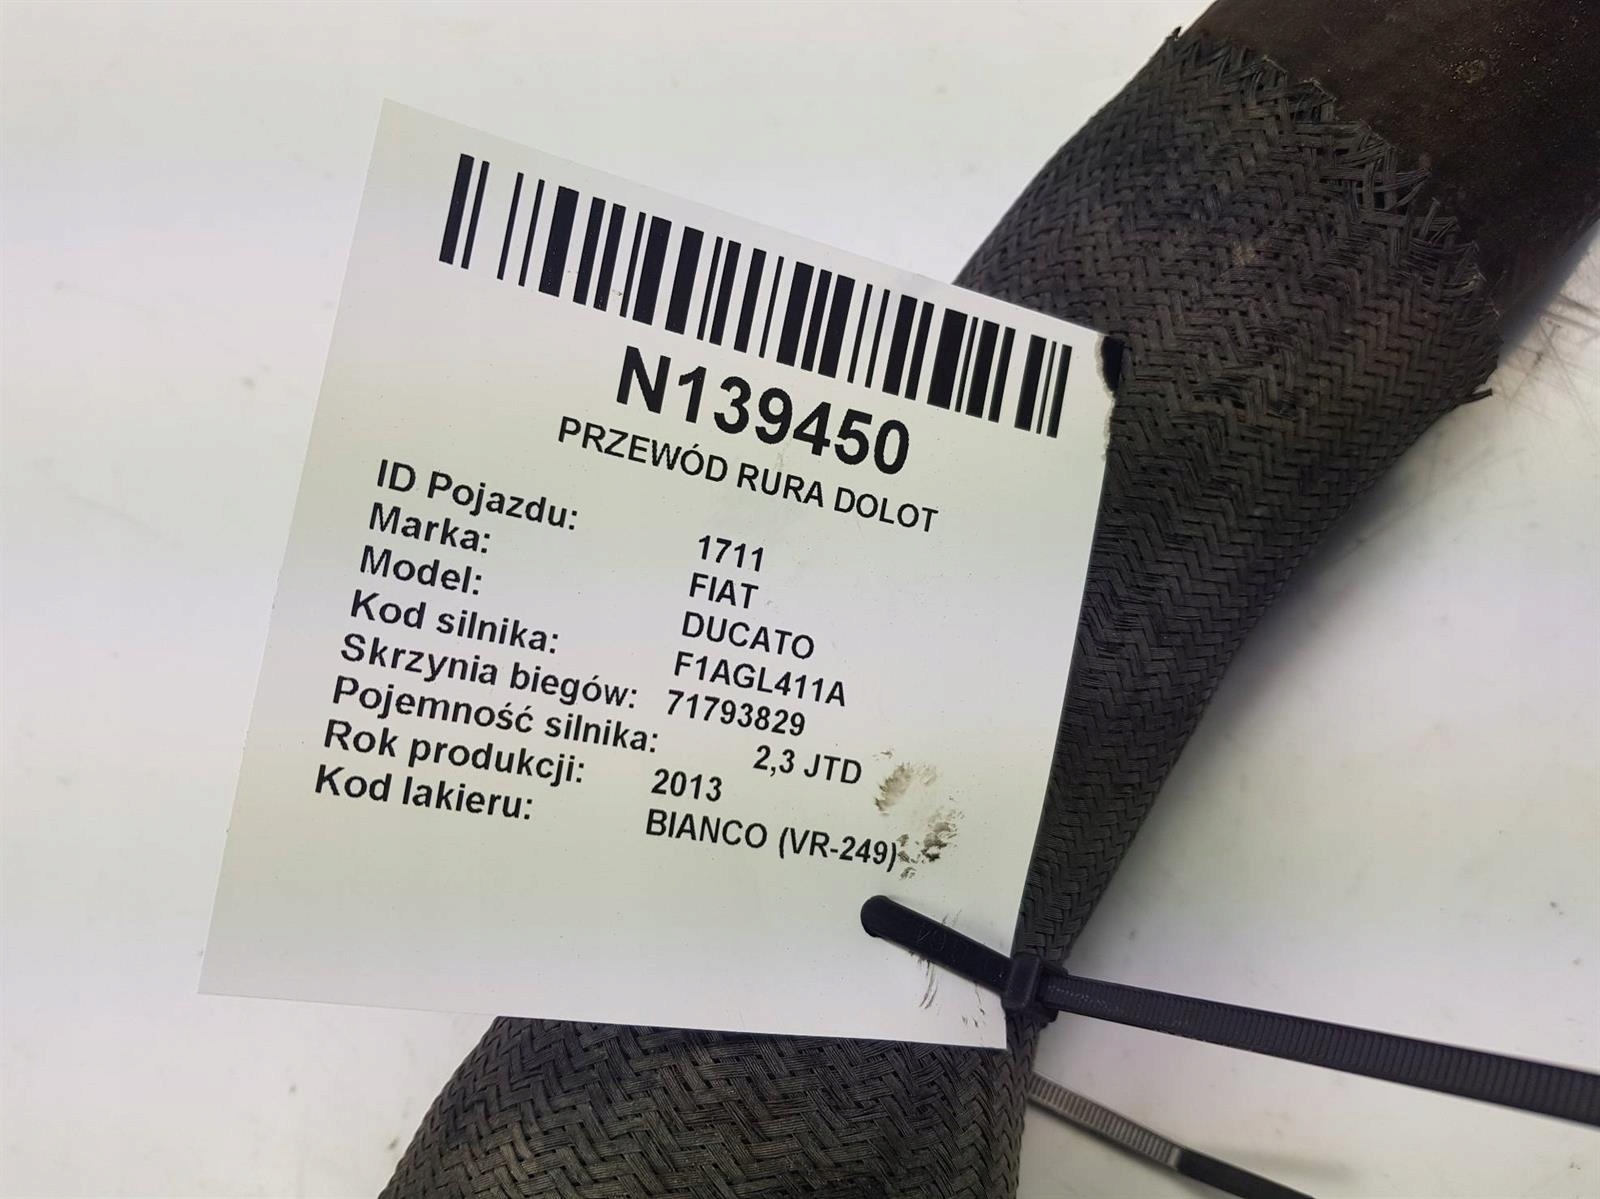 N139450
PRZEWÓD RURA DOLOT
ID Pojazdu: 1711
Marka: FIAT
Model: DUCATO
Kod silnika: F1AGL411A
Skrzynia biegów: 71793829
Pojemność silnika: 2,3 JTD
Rok produkcji: 2013
Kod lakieru: BIANCO (VR-249)